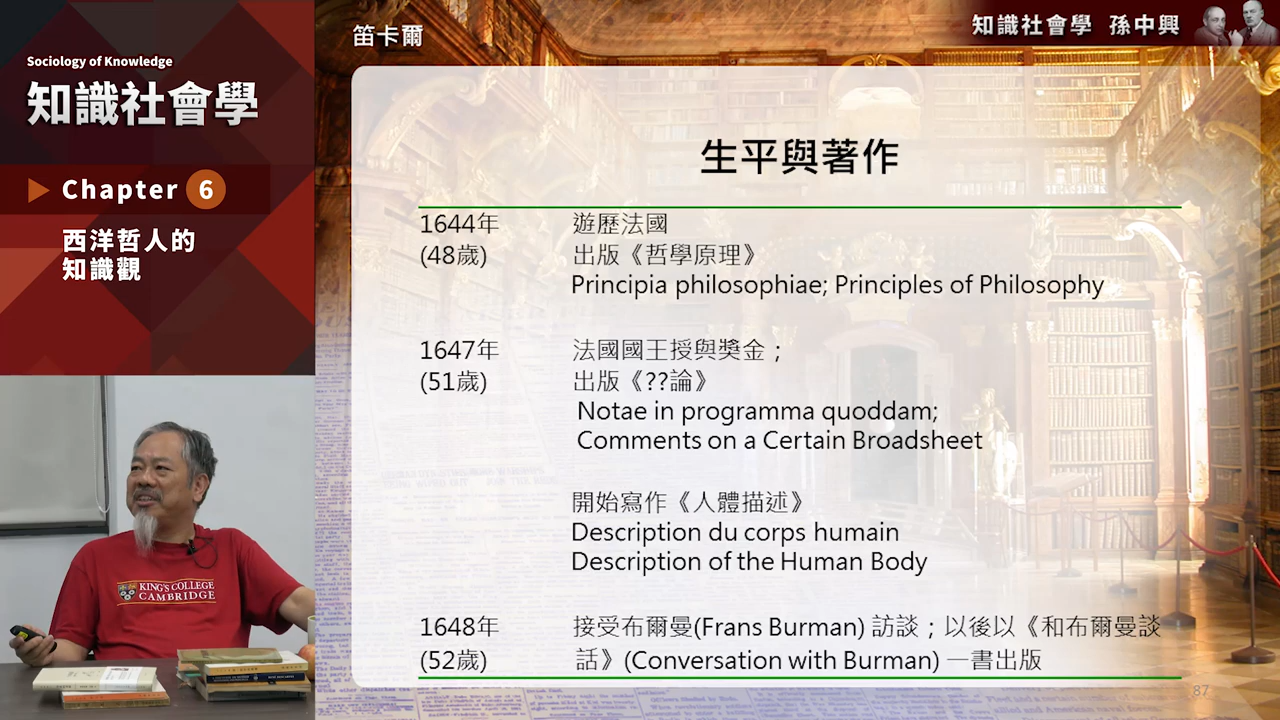 Sociology of Knowledge
知識社會學
Chapter 6
西洋哲人的
知識觀
笛卡爾
知識社會學 孫中興
生平與著作
1644年 遊歷法國
(48歲) 出版《哲學原理》
Principia philosophiae; Principles of Philosophy
1647年 法國國王授與獎金；
(51歲) 出版《??論》
Notae in programma quoddam;
Comments on a Certain Broadsheet
開始寫作《人體描述》
Description du corps humain
Description of the Human Body
1648年 接受布爾曼(Frans Burman) 訪談；以後以《和布爾曼談
(52歲) 話》(Conversation with Burman) 一書出版
87
KING'S COLLEGE
CAMBRIDGE